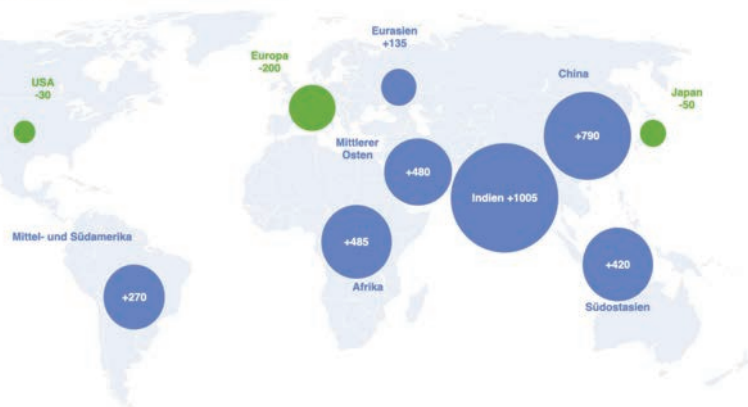 Eurasien
+135
Europa
-200
USA
-30
China
Japan
-50
+790
Mittlerer
Osten
+480
Indien +1005
Mittel- und Südamerika
+485
+420
Afrika
+270
Südostasien